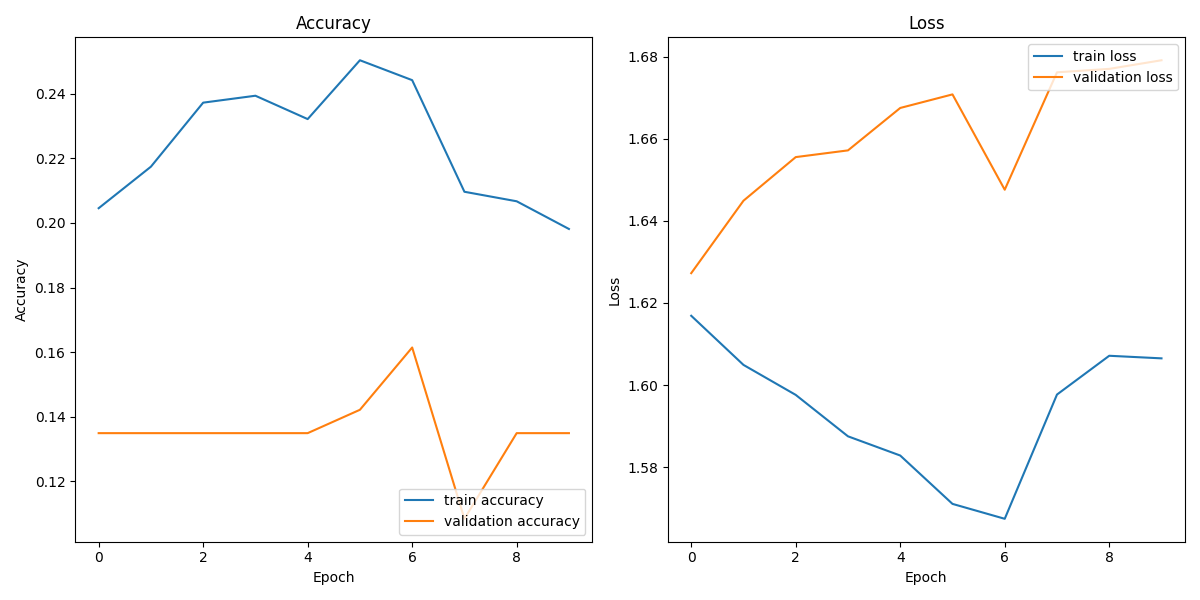 Accuracy
0.24
0.22
0.20
0.18
0.16
0.14
0.12
Accuracy
train accuracy
validation accuracy
0 2 4 6 8
Epoch
Loss
1.68
1.66
1.64
1.62
1.60
1.58
Loss
train loss
validation loss
0 2 4 6 8
Epoch